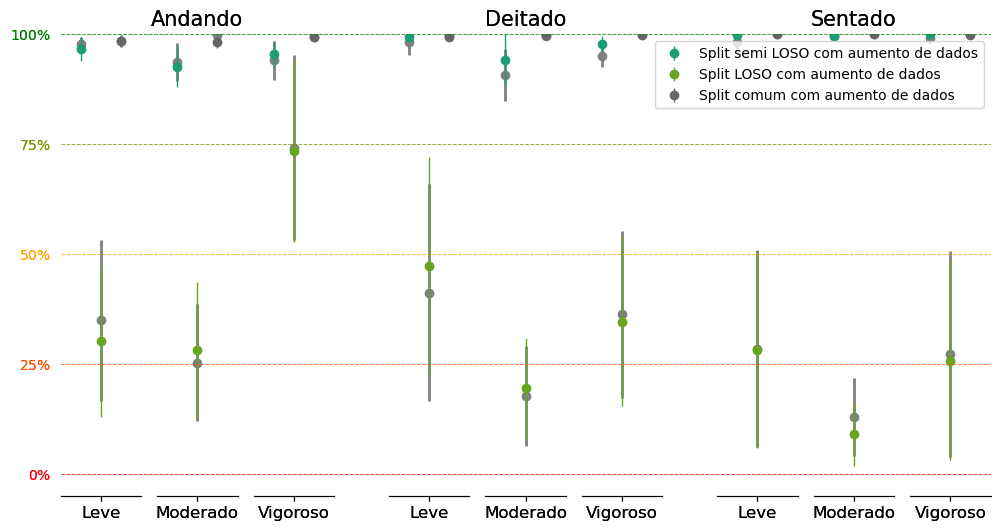 Andando
Deitado
Sentado
100%
75%
50%
25%
0%
Split semi LOSO com aumento de dados
Split LOSO com aumento de dados
Split comum com aumento de dados
Leve
Moderado
Vigoroso
Leve
Moderado
Vigoroso
Leve
Moderado
Vigoroso